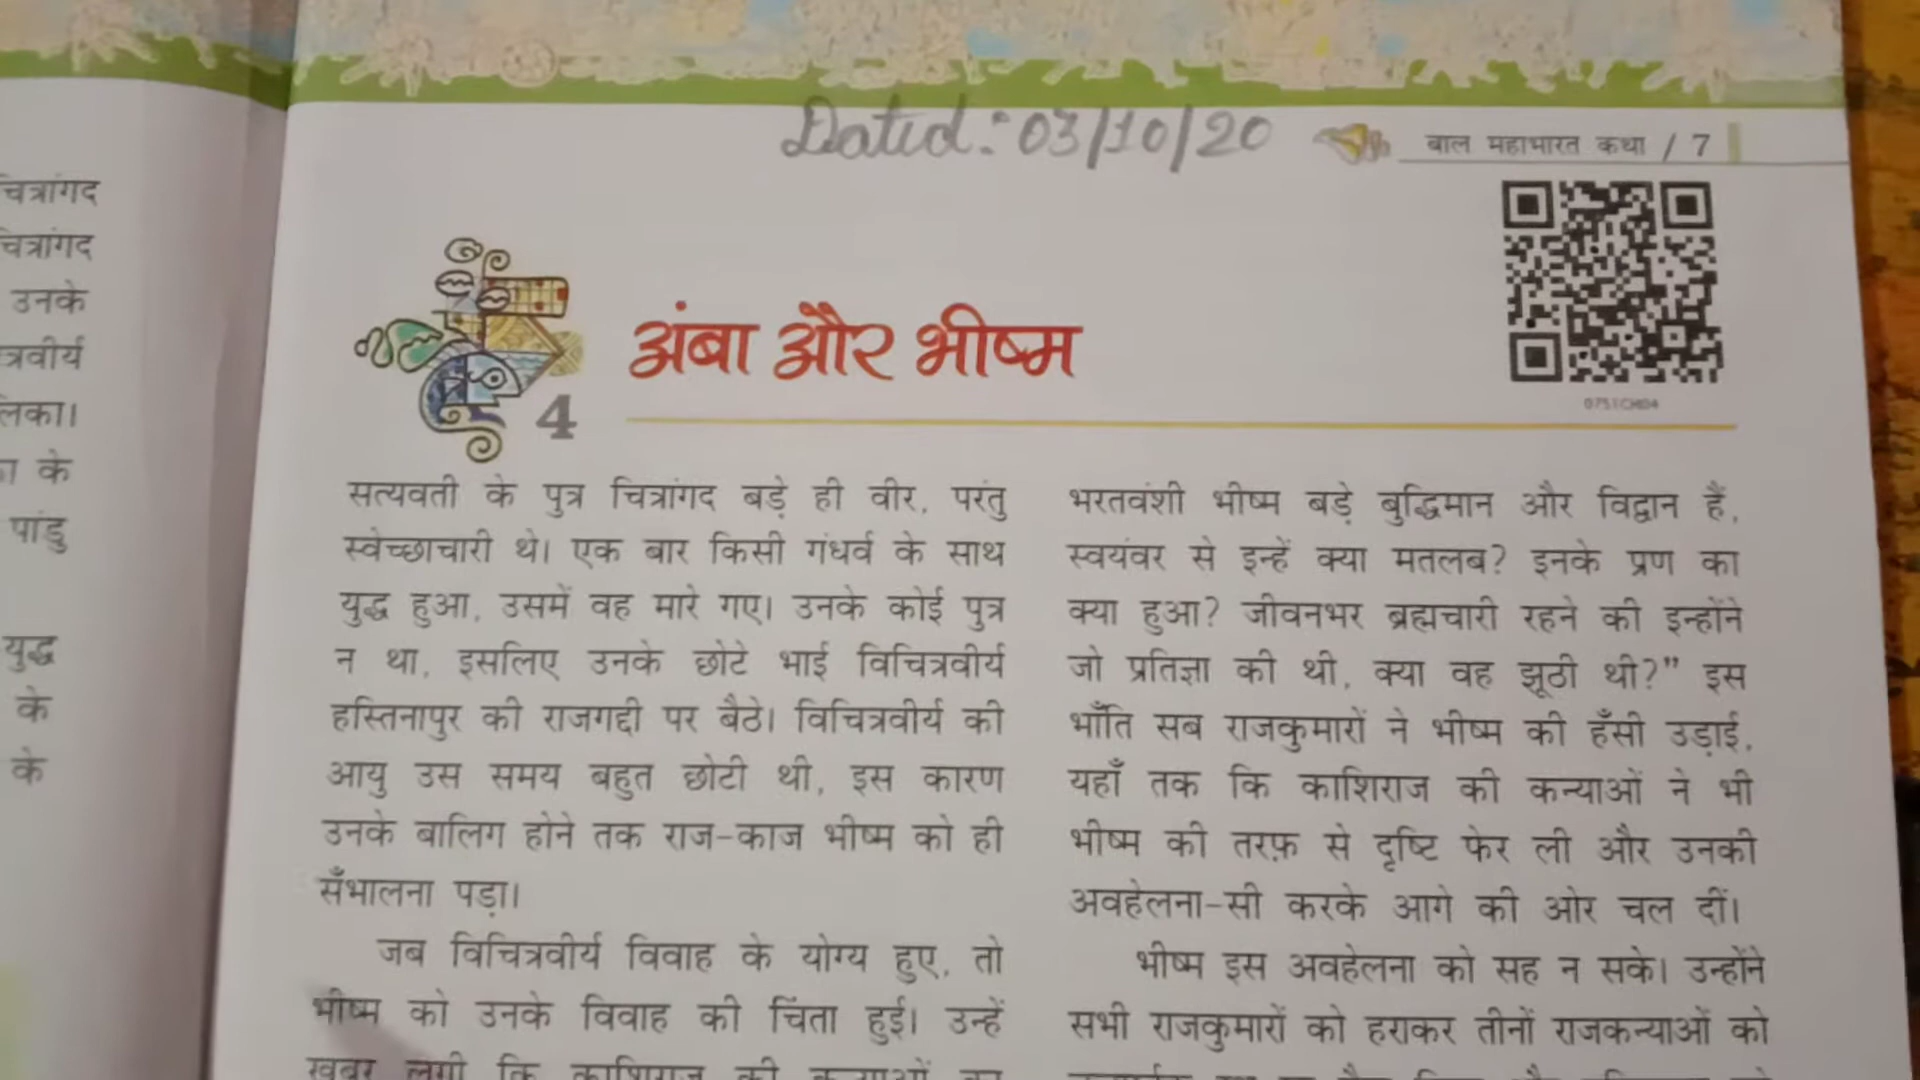 Dated: 03/10/20
बाल महाभारत कथा / 7
0751CH04
अंबा और भीष्म
4
चित्रांगद
चित्रांगद
उनके
के
पांडु
युद्ध
के
के
सत्यवती के पुत्र चित्रांगद बड़े ही वीर, परंतु
स्वेच्छाचारी थे। एक बार किसी गंधर्व के साथ
युद्ध हुआ, उसमें वह मारे गए। उनके कोई पुत्र
न था, इसलिए उनके छोटे भाई विचित्रवीर्य
हस्तिनापुर की राजगद्दी पर बैठे। विचित्रवीर्य की
आयु उस समय बहुत छोटी थी, इस कारण
उनके बालिग होने तक राज-काज भीष्म को ही
सँभालना पड़ा।
जब विचित्रवीर्य विवाह के योग्य हुए, तो
भीष्म को उनके विवाह की चिंता हुई। उन्हें
खबर लगी कि काशिराज की कन्याओं का
भरतवंशी भीष्म बड़े बुद्धिमान और विद्वान हैं,
स्वयंवर से इन्हें क्या मतलब? इनके प्रण का
क्या हुआ? जीवनभर ब्रह्मचारी रहने की इन्होंने
जो प्रतिज्ञा की थी, क्या वह झूठी थी?” इस
भाँति सब राजकुमारों ने भीष्म की हँसी उड़ाई,
यहाँ तक कि काशिराज की कन्याओं ने भी
भीष्म की तरफ़ से दृष्टि फेर ली और उनकी
अवहेलना-सी करके आगे की ओर चल दीं।
भीष्म इस अवहेलना को सह न सके। उन्होंने
सभी राजकुमारों को हराकर तीनों राजकन्याओं को